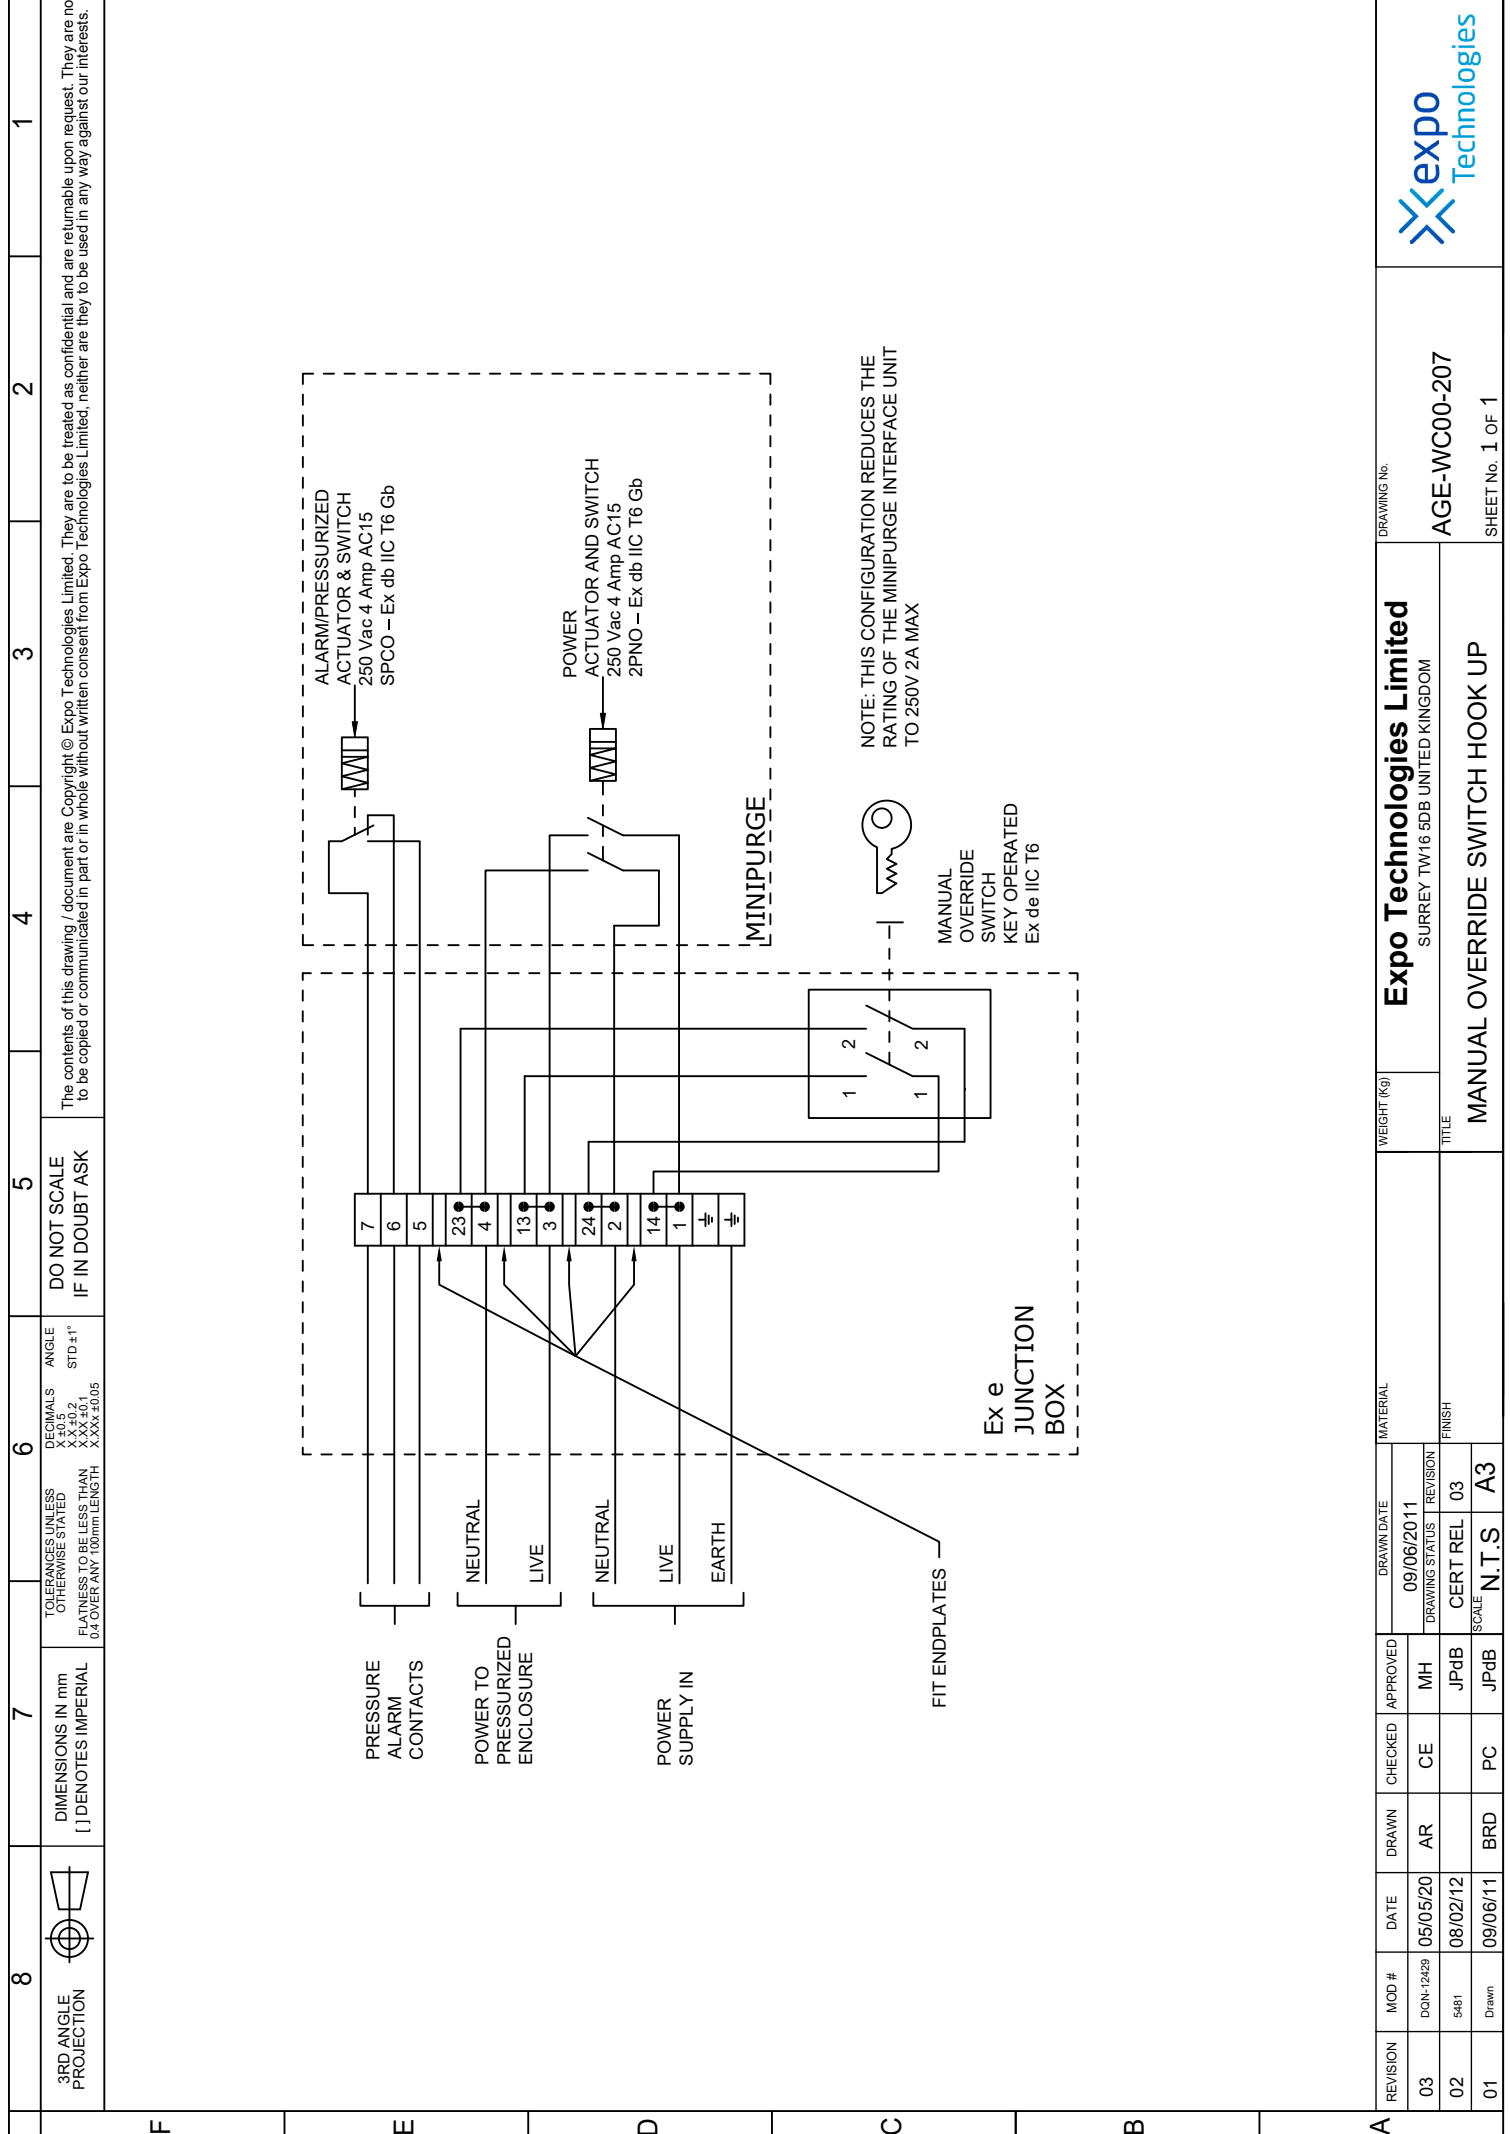 8
7
6
5
4
3
2
1
3RD ANGLE
PROJECTION
DIMENSIONS IN mm
[ ] DENOTES IMPERIAL
TOLERANCES UNLESS
OTHERWISE STATED
FLATNESS TO BE LESS THAN
0.4 OVER ANY 100mm LENGTH
DECIMALS
X ±0.5
X.X ±0.2
X.XX ±0.1
X.XXx ±0.05
ANGLE
STD ±1°
DO NOT SCALE
IF IN DOUBT ASK
The contents of this drawing / document are Copyright © Expo Technologies Limited. They are to be treated as confidential and are returnable upon request. They are
to be copied or communicated in part or in whole without written consent from Expo Technologies Limited, neither are they to be used in any way against our interests.
F
E
D
C
B
A
PRESSURE
ALARM
CONTACTS
POWER TO
PRESSURIZED
ENCLOSURE
POWER
SUPPLY IN
NEUTRAL
LIVE
NEUTRAL
LIVE
EARTH
FIT ENDPLATES
Ex e
JUNCTION
BOX
7
6
5
23
4
13
3
24
2
14
1
1
2
1
2
MINIPURGE
ALARM/PRESSURIZED
ACTUATOR & SWITCH
250 Vac 4 Amp AC15
SPCO – Ex db IIC T6 Gb
POWER
ACTUATOR AND SWITCH
250 Vac 4 Amp AC15
2PNO – Ex db IIC T6 Gb
MANUAL
OVERRIDE
SWITCH
KEY OPERATED
Ex de IIC T6
NOTE: THIS CONFIGURATION REDUCES THE
RATING OF THE MINIPURGE INTERFACE UNIT
TO 250V 2A MAX
REVISION MOD # DATE DRAWN CHECKED APPROVED
03 DQN-12429 05/05/20 AR CE MH
02 5481 08/02/12 JPdB
01 Drawn 09/06/11 BRD PC JPdB
DRAWN DATE
09/06/2011
DRAWING STATUS
CERT REL
REVISION
03
SCALE
N.T.S
A3
MATERIAL
FINISH
WEIGHT (Kg)
Expo Technologies Limited
SURREY TW16 5DB UNITED KINGDOM
TITLE
MANUAL OVERRIDE SWITCH HOOK UP
DRAWING No.
AGE-WC00-207
SHEET No. 1 OF 1
expo
Technologies